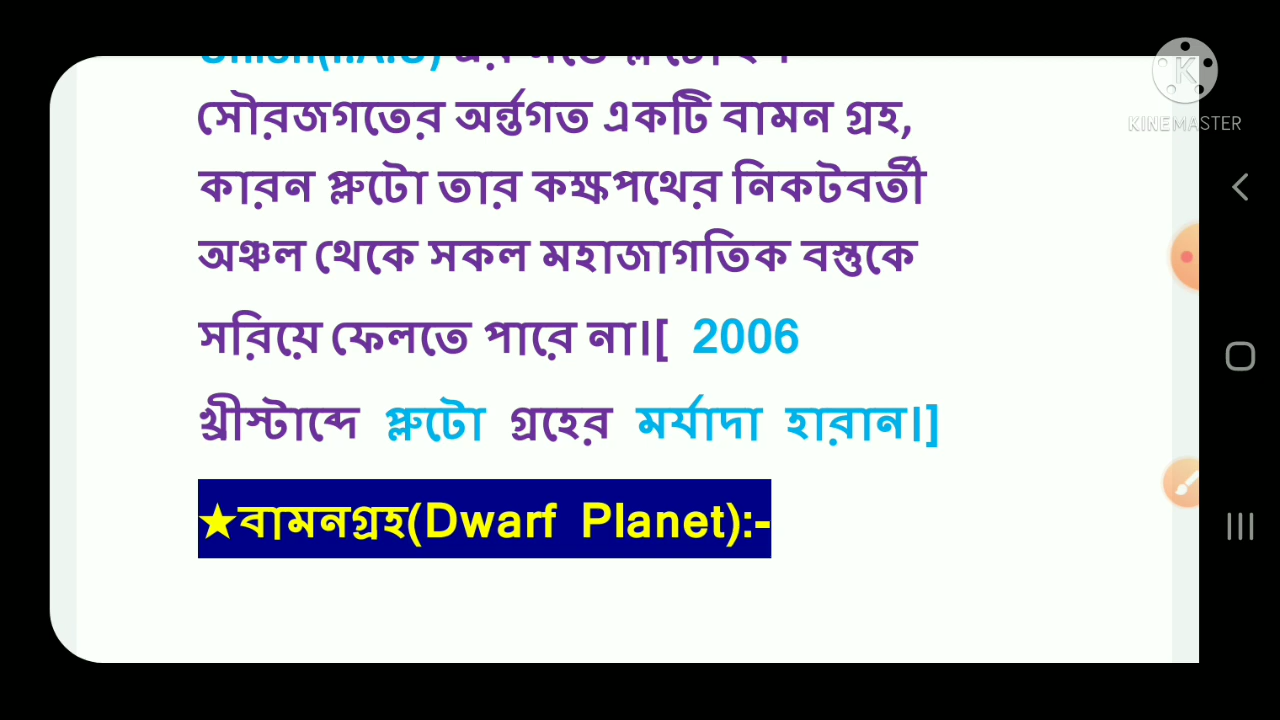 সৌরজগতের অর্ন্তগত একটি বামন গ্রহ,
কারন প্লুটো তার কক্ষপথের নিকটবর্তী
অঞ্চল থেকে সকল মহাজাগতিক বস্তুকে
সরিয়ে ফেলতে পারে না।[ 2006
খ্রীস্টাব্দে প্লুটো গ্রহের মর্যাদা হারান।]
★বামনগ্রহ(Dwarf Planet):-
K
KINEMASTER